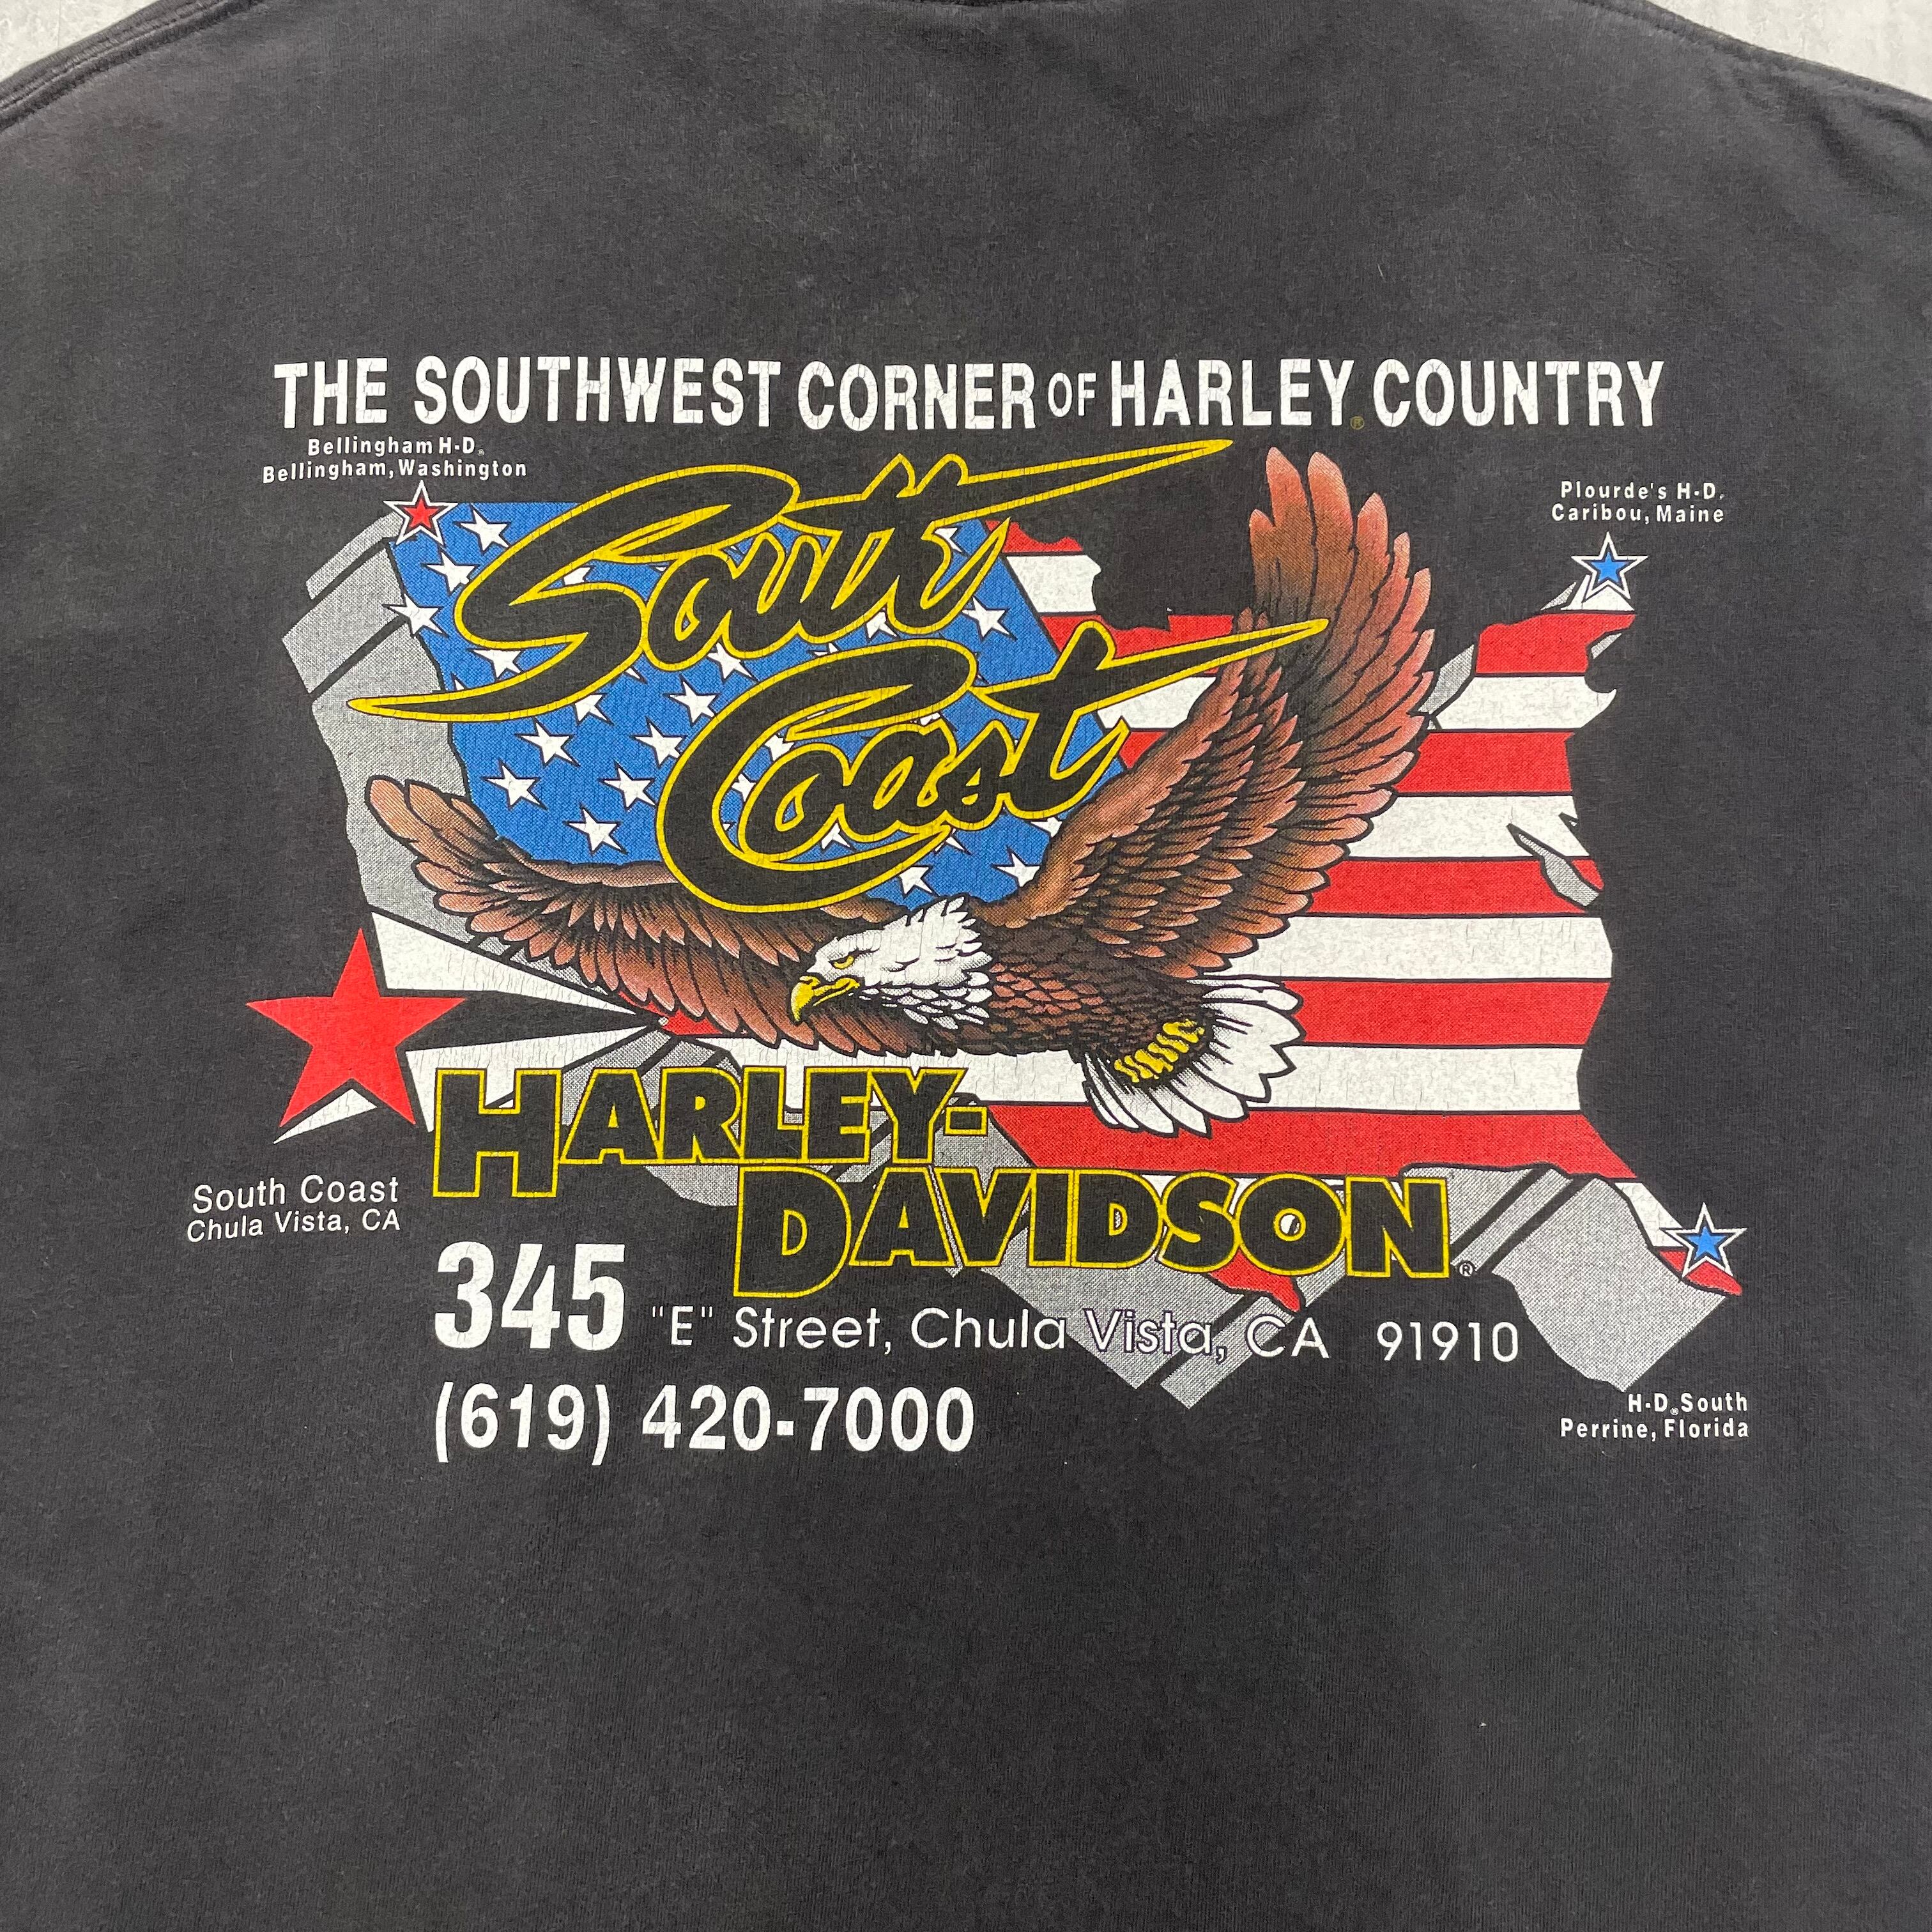 THE SOUTHWEST CORNER OF HARLEY® COUNTRY
Bellingham H-D®
Bellingham, Washington
Plourde's H-D®
Caribou, Maine
South
Coast
HARLEY-
DAVIDSON®
South Coast
Chula Vista, CA
345 "E" Street, Chula Vista, CA 91910
(619) 420-7000
H-D® South
Perrine, Florida